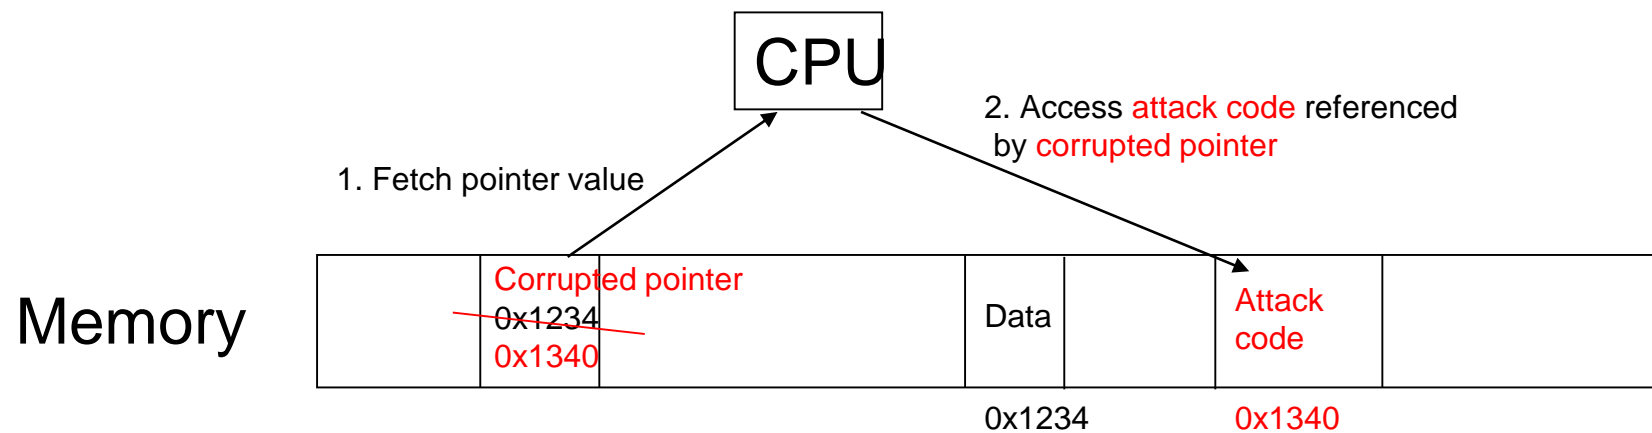 CPU
2. Access attack code referenced
by corrupted pointer
1. Fetch pointer value
Memory
Corrupted pointer
0x1234
0x1340
Data
Attack
code
0x1234
0x1340